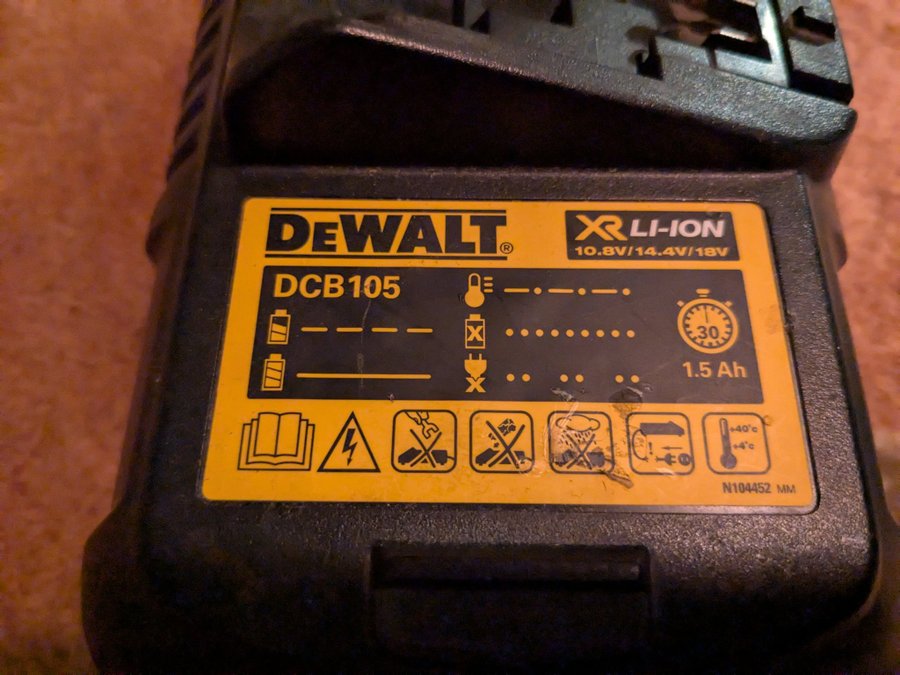 DEWALT®
XR LI-ION
10.8V/14.4V/18V
DCB105
30
1.5 Ah
+40°c
+4°c
N104452 MM